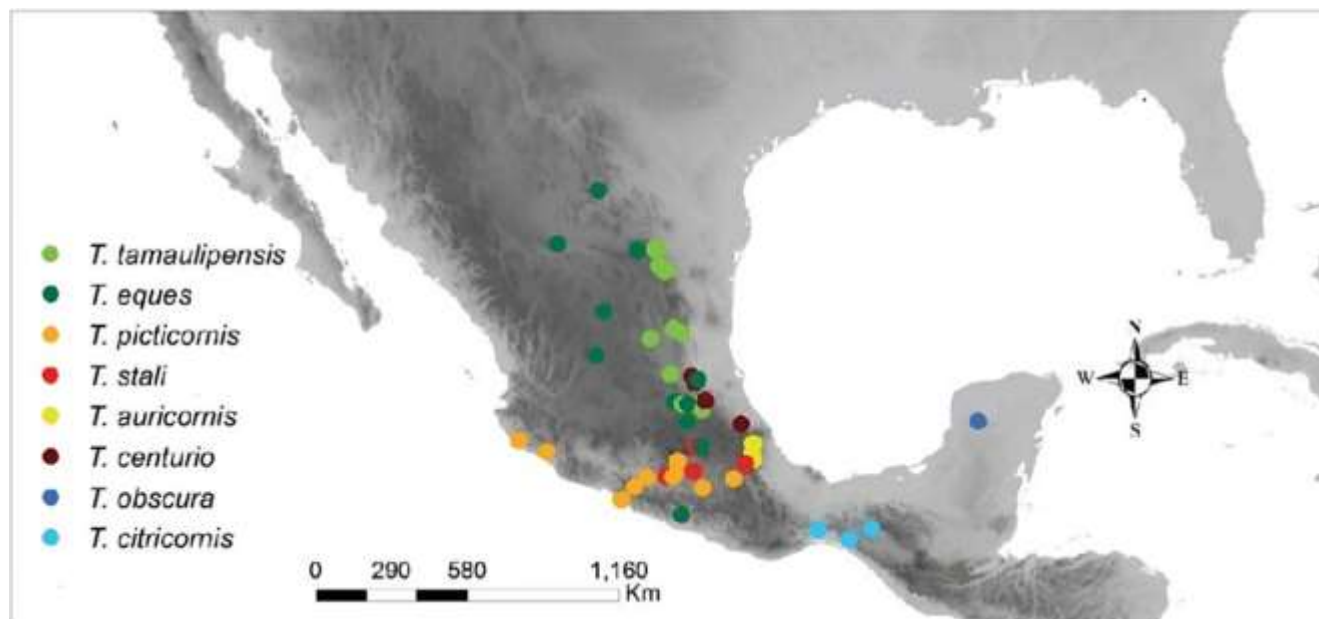 T. tamaulipensis
T. eques
T. picticornis
T. stali
T. auricornis
T. centurio
T. obscura
T. citricornis
N
W E
S
0 290 580 1,160
Km